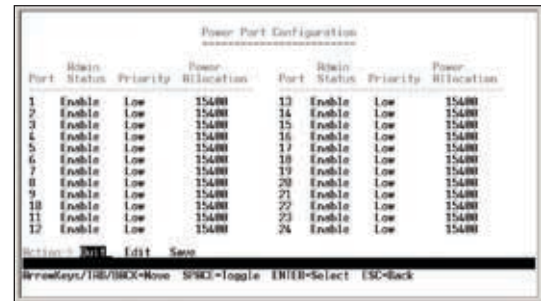 Power Port Configuration
Admin Power Admin Power
Port Status Priority Allocation Port Status Priority Allocation
1 Enable Low 15400 13 Enable Low 15400
2 Enable Low 15400 14 Enable Low 15400
3 Enable Low 15400 15 Enable Low 15400
4 Enable Low 15400 16 Enable Low 15400
5 Enable Low 15400 17 Enable Low 15400
6 Enable Low 15400 18 Enable Low 15400
7 Enable Low 15400 19 Enable Low 15400
8 Enable Low 15400 20 Enable Low 15400
9 Enable Low 15400 21 Enable Low 15400
10 Enable Low 15400 22 Enable Low 15400
11 Enable Low 15400 23 Enable Low 15400
12 Enable Low 15400 24 Enable Low 15400
Action-> Quit Edit Save
ArrowKeys/TAB/BACK=Move SPACE=Toggle ENTER=Select ESC=Back